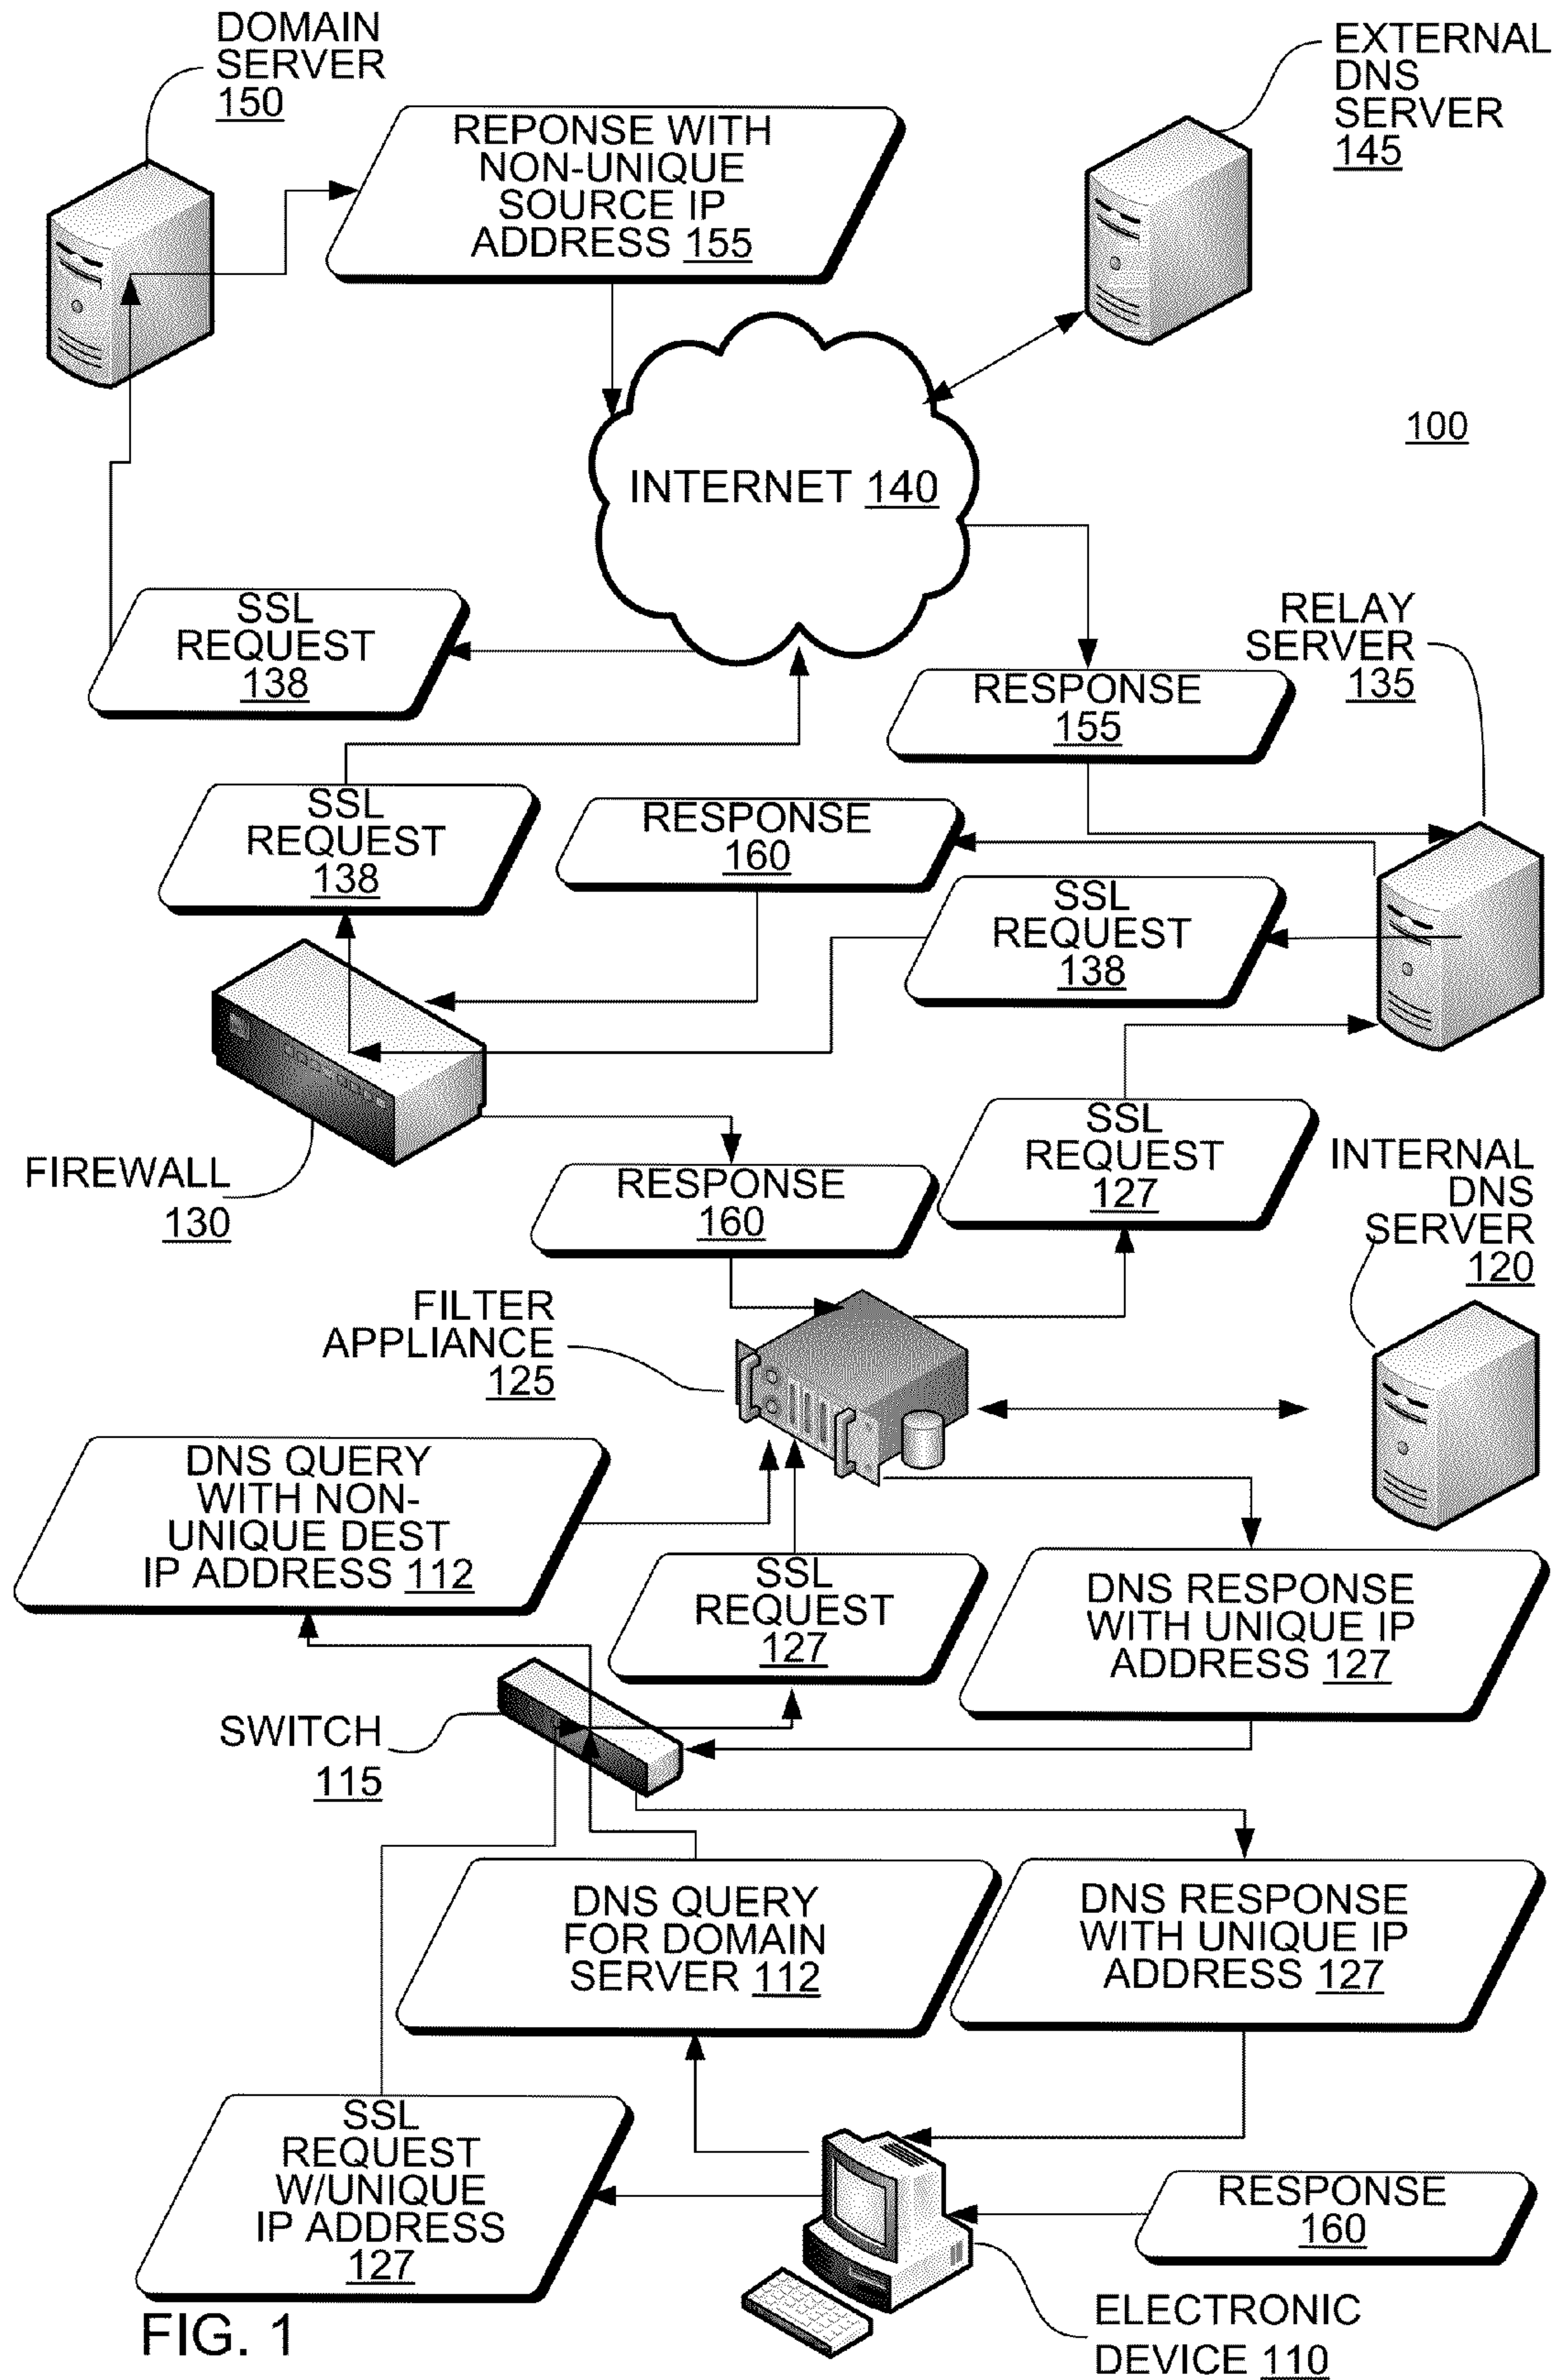 DOMAIN
SERVER
150
REPONSE WITH
NON-UNIQUE
SOURCE IP
ADDRESS 155
EXTERNAL
DNS
SERVER
145
100
INTERNET 140
SSL
REQUEST
138
RELAY
SERVER
135
RESPONSE
155
SSL
REQUEST
138
RESPONSE
160
SSL
REQUEST
138
FIREWALL
130
RESPONSE
160
SSL
REQUEST
127
INTERNAL
DNS
SERVER
120
FILTER
APPLIANCE
125
DNS QUERY
WITH NON-
UNIQUE DEST
IP ADDRESS 112
SSL
REQUEST
127
DNS RESPONSE
WITH UNIQUE IP
ADDRESS 127
SWITCH
115
DNS QUERY
FOR DOMAIN
SERVER 112
DNS RESPONSE
WITH UNIQUE IP
ADDRESS 127
SSL
REQUEST
W/UNIQUE
IP ADDRESS
127
RESPONSE
160
ELECTRONIC
DEVICE 110
FIG. 1